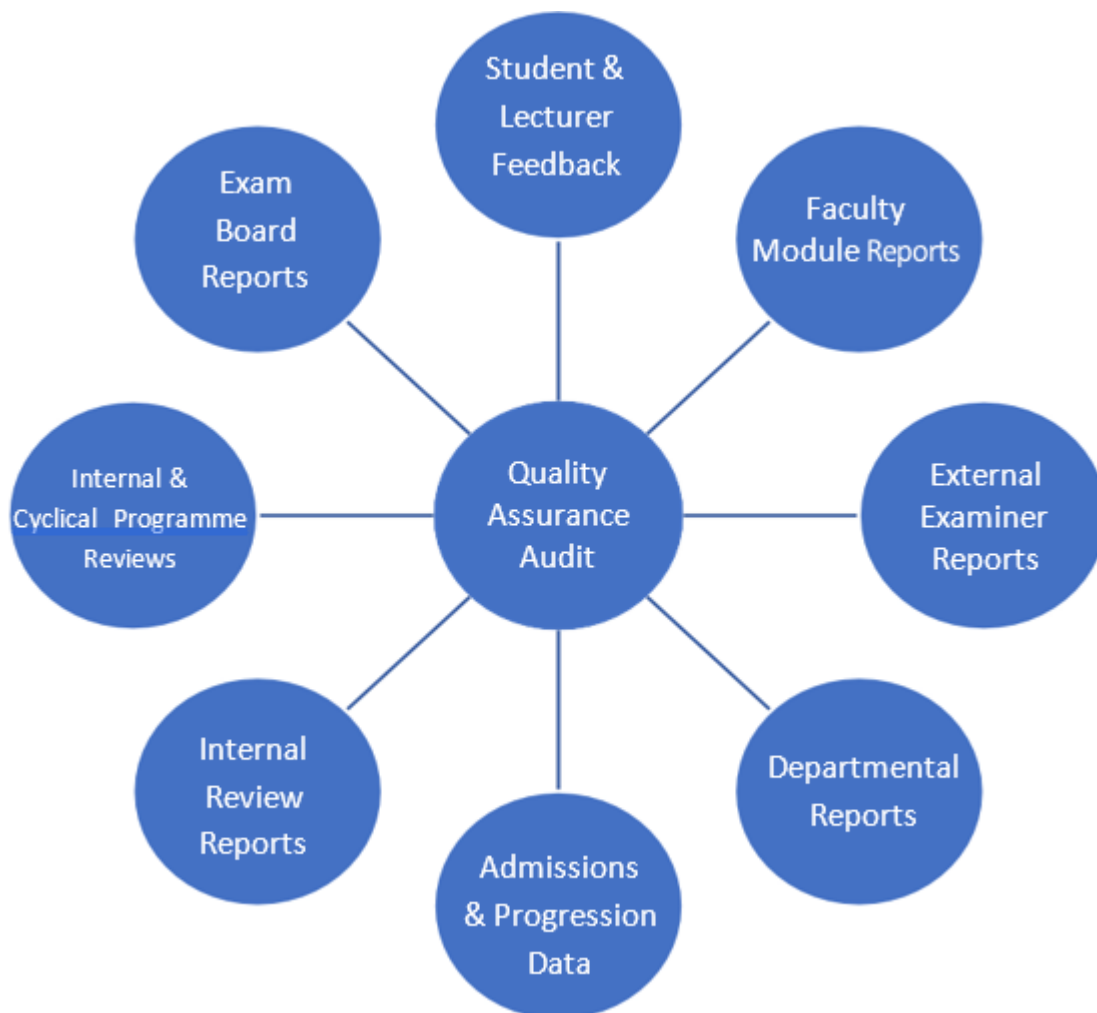 Student &
Lecturer
Feedback
Faculty
Module Reports
External
Examiner
Reports
Departmental
Reports
Admissions
& Progression
Data
Internal
Review
Reports
Internal &
Cyclical Programme
Reviews
Exam
Board
Reports
Quality
Assurance
Audit